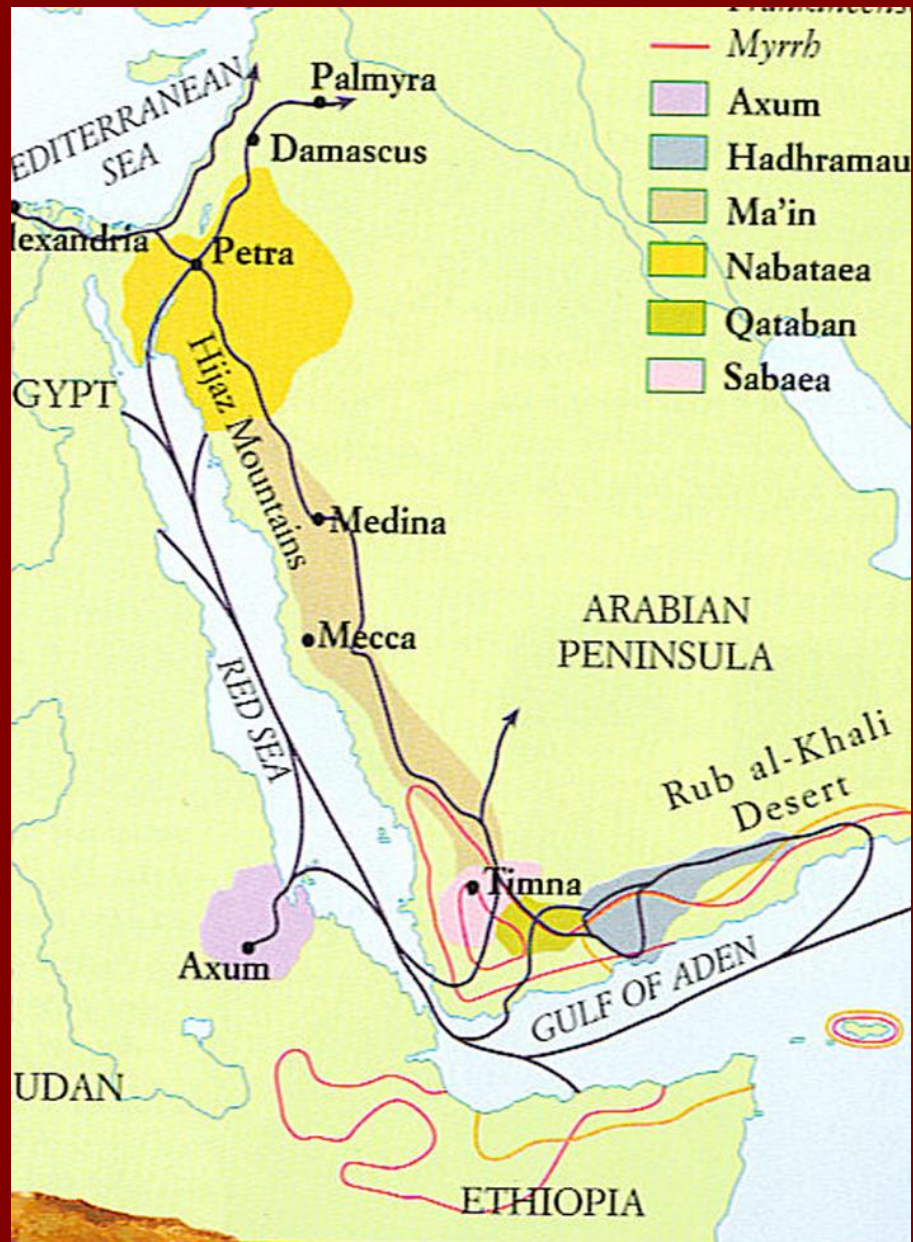 Myrrh
Axum
Hadhramau
Ma'in
Nabataea
Qataban
Sabaea
Palmyra
EDITERRANEAN
SEA
Damascus
lexandria
Petra
GYPT
Hijaz Mountains
Medina
Mecca
ARABIAN
PENINSULA
RED SEA
Rub al-Khali
Desert
Timna
Axum
GULF OF ADEN
UDAN
ETHIOPIA